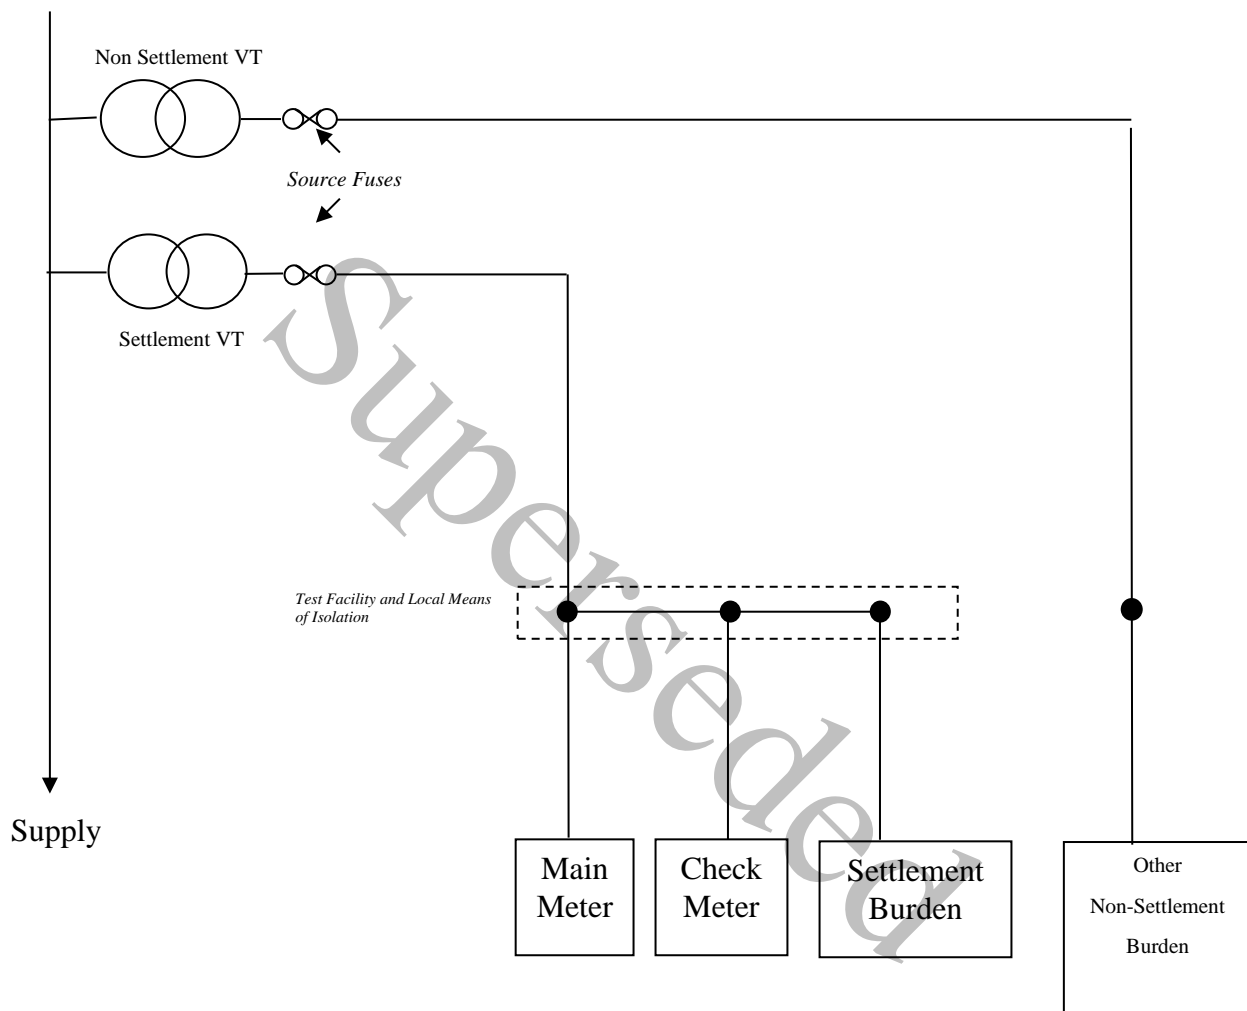 Non Settlement VT
Source Fuses
Settlement VT
Superseded
Test Facility and Local Means
of Isolation
Supply
Main
Meter
Check
Meter
Settlement
Burden
Other
Non-Settlement
Burden